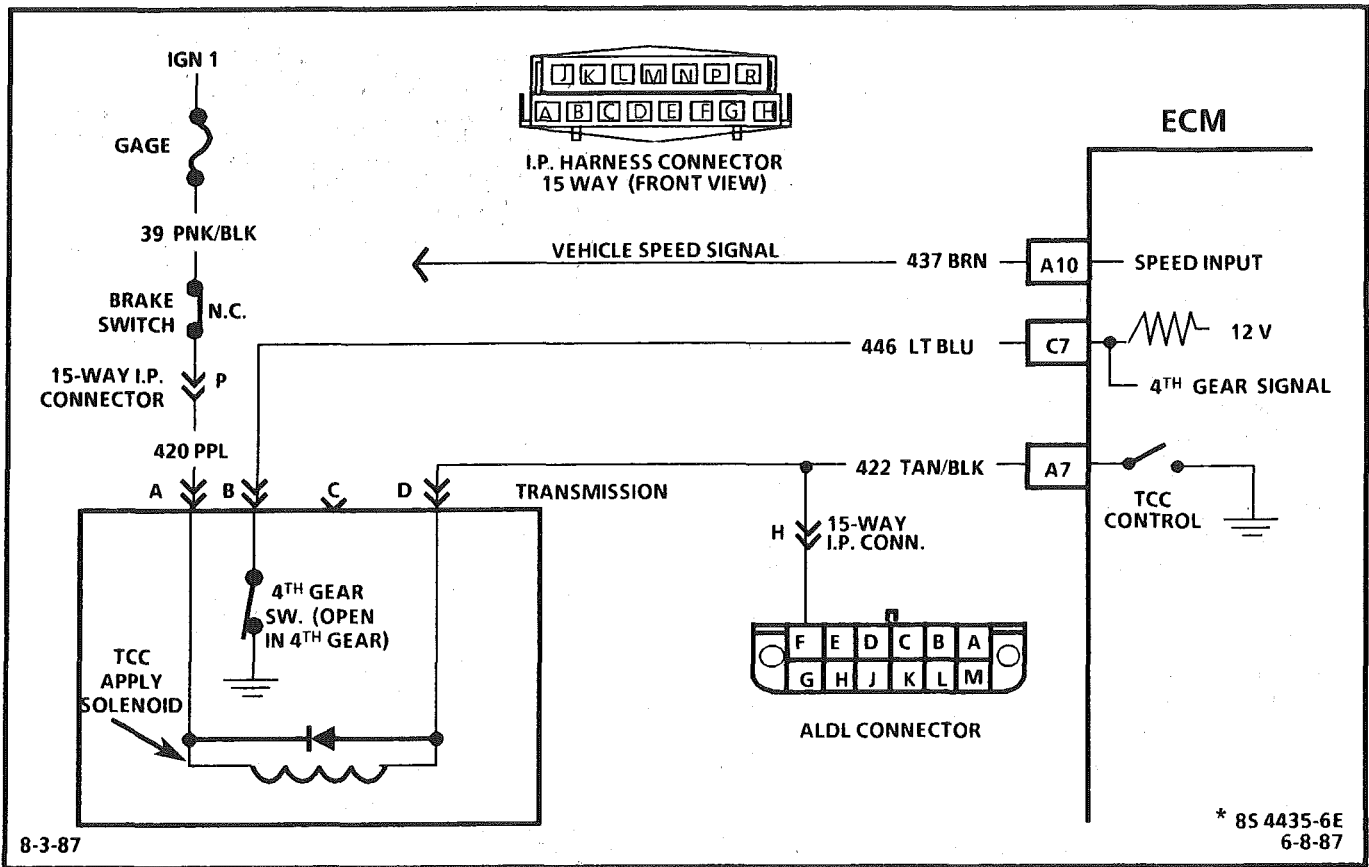 IGN 1
GAGE
39 PNK/BLK
BRAKE
SWITCH
N.C.
15-WAY I.P.
CONNECTOR
P
420 PPL
A
B
C
D
TRANSMISSION
J K L M N P R
A B C D E F G H
I.P. HARNESS CONNECTOR
15 WAY (FRONT VIEW)
ECM
VEHICLE SPEED SIGNAL
437 BRN
A10
SPEED INPUT
446 LT BLU
C7
12 V
4TH GEAR SIGNAL
422 TAN/BLK
A7
TCC
CONTROL
H
15-WAY
I.P. CONN.
4TH GEAR
SW. (OPEN
IN 4TH GEAR)
TCC
APPLY
SOLENOID
F E D C B A
G H J K L M
ALDL CONNECTOR
8-3-87
* 8S 4435-6E
6-8-87